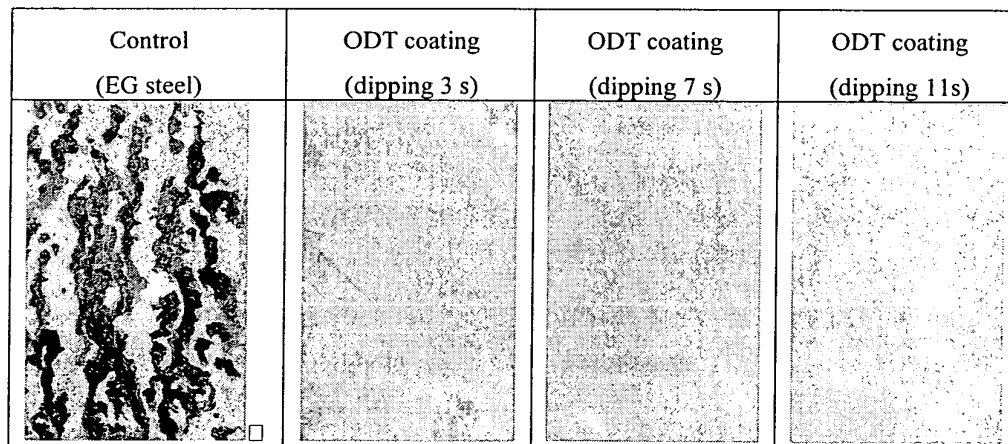 Control
(EG steel)
ODT coating
(dipping 3 s)
ODT coating
(dipping 7 s)
ODT coating
(dipping 11s)